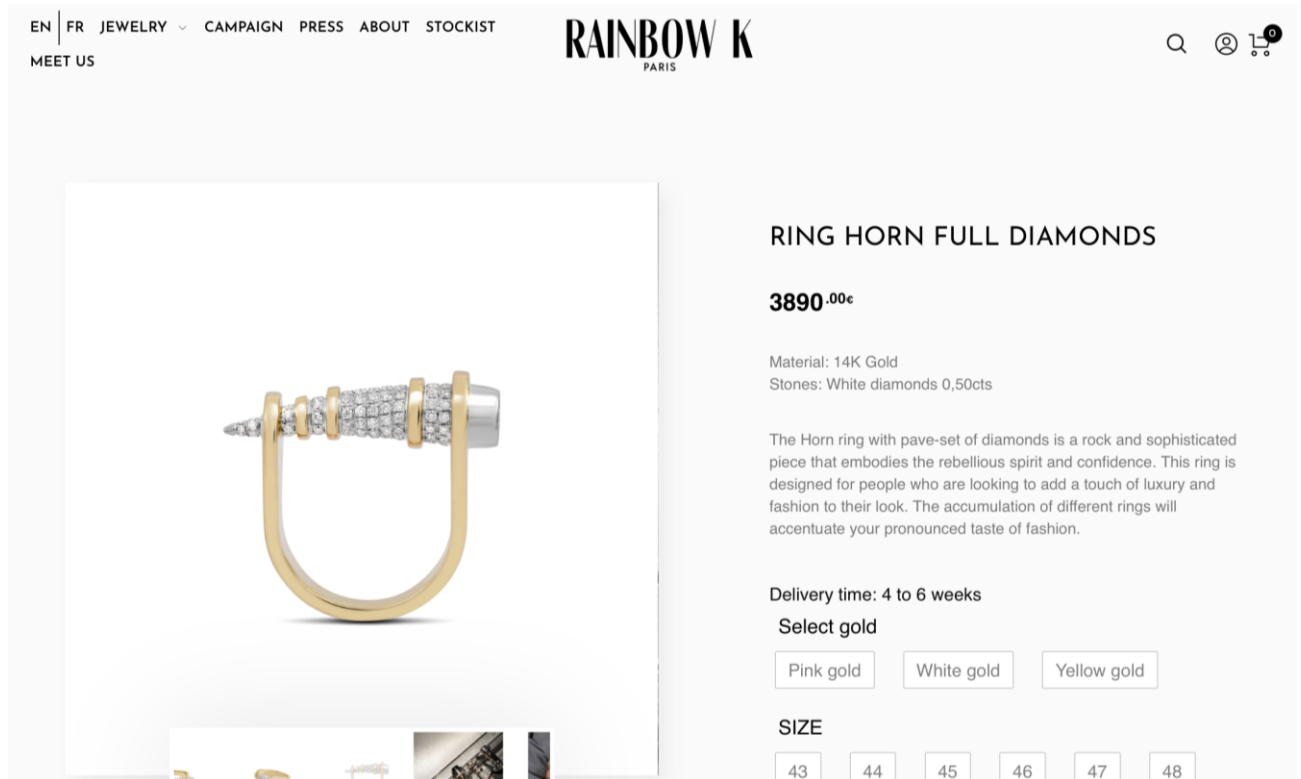 EN FR JEWELRY CAMPAIGN PRESS ABOUT STOCKIST
MEET US
RAINBOW K
PARIS
0
RING HORN FULL DIAMONDS
3890.00€
Material: 14K Gold
Stones: White diamonds 0,50cts
The Horn ring with pave-set of diamonds is a rock and sophisticated
piece that embodies the rebellious spirit and confidence. This ring is
designed for people who are looking to add a touch of luxury and
fashion to their look. The accumulation of different rings will
accentuate your pronounced taste of fashion.
Delivery time: 4 to 6 weeks
Select gold
Pink gold White gold Yellow gold
SIZE
43 44 45 46 47 48